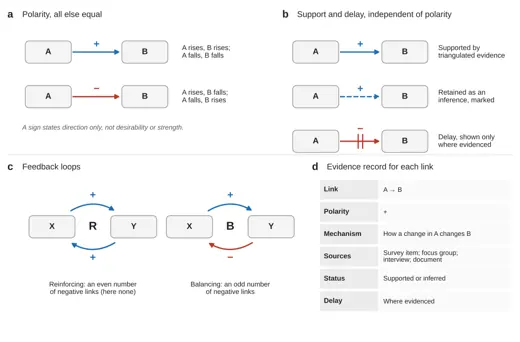 a Polarity, all else equal
A + B
A rises, B rises;
A falls, B falls
A − B
A rises, B falls;
A falls, B rises
A sign states direction only, not desirability or strength.
b Support and delay, independent of polarity
A + B
Supported by
triangulated evidence
A + B
Retained as an
inference, marked
A − B
Delay, shown only
where evidenced
c Feedback loops
+
X R Y
+
Reinforcing: an even number
of negative links (here none)
+
X B Y
−
Balancing: an odd number
of negative links
d Evidence record for each link
Link A → B
Polarity +
Mechanism How a change in A changes B
Sources Survey item; focus group;
interview; document
Status Supported or inferred
Delay Where evidenced